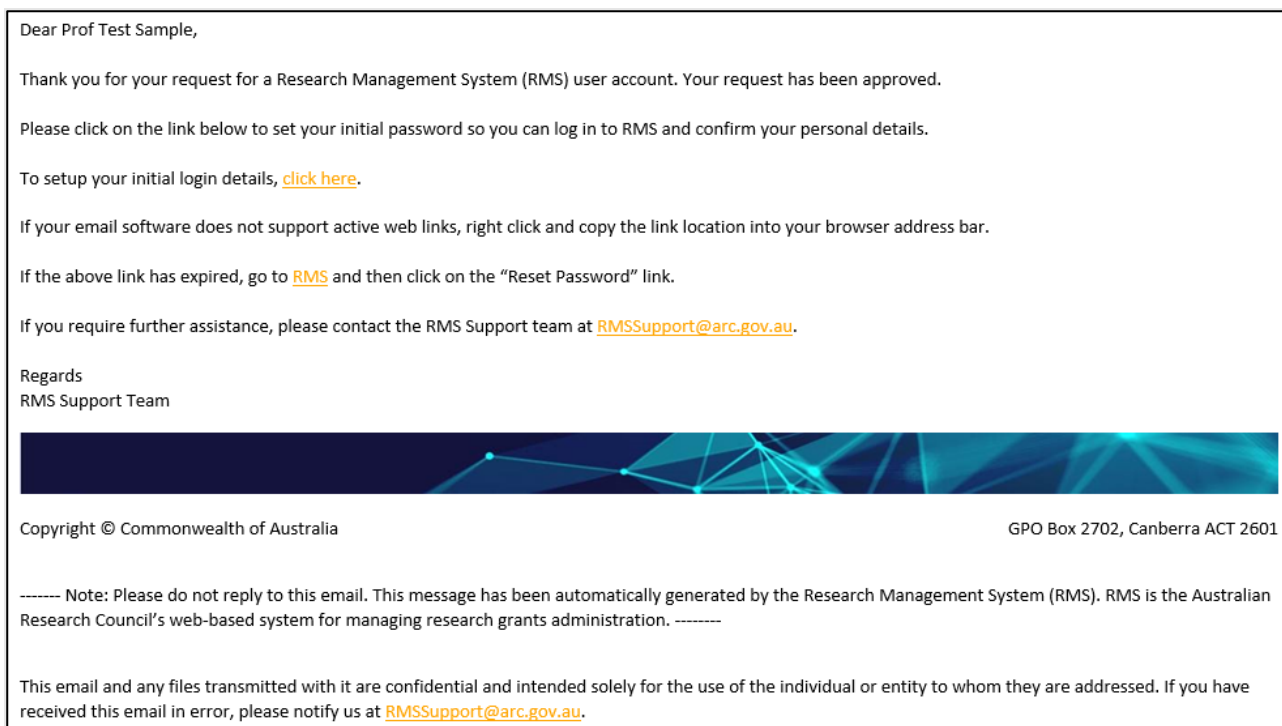 Dear Prof Test Sample,
Thank you for your request for a Research Management System (RMS) user account. Your request has been approved.
Please click on the link below to set your initial password so you can log in to RMS and confirm your personal details.
To setup your initial login details, click here.
If your email software does not support active web links, right click and copy the link location into your browser address bar.
If the above link has expired, go to RMS and then click on the “Reset Password” link.
If you require further assistance, please contact the RMS Support team at RMSSupport@arc.gov.au.
Regards
RMS Support Team
Copyright © Commonwealth of Australia GPO Box 2702, Canberra ACT 2601
------- Note: Please do not reply to this email. This message has been automatically generated by the Research Management System (RMS). RMS is the Australian
Research Council’s web-based system for managing research grants administration. --------
This email and any files transmitted with it are confidential and intended solely for the use of the individual or entity to whom they are addressed. If you have
received this email in error, please notify us at RMSSupport@arc.gov.au.